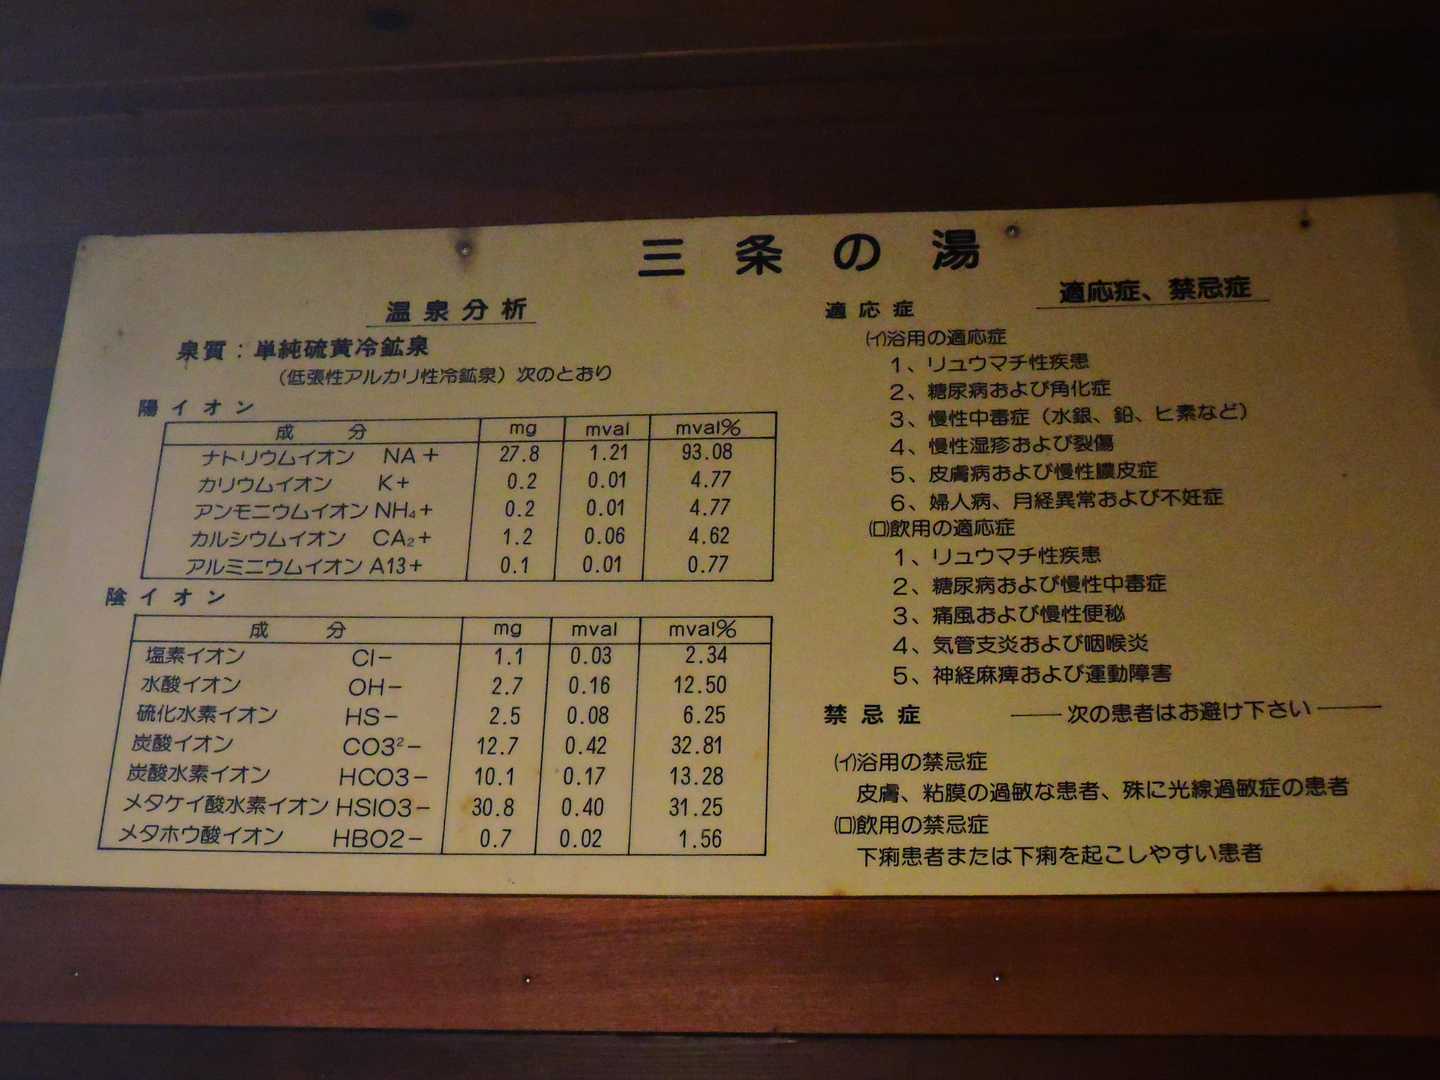 三条の湯
温泉分析
泉質：単純硫黄冷鉱泉
（低張性アルカリ性冷鉱泉）次のとおり
陽イオン
成　分 mg mval mval%
ナトリウムイオン NA＋ 27.8 1.21 93.08
カリウムイオン K＋ 0.2 0.01 4.77
アンモニウムイオン NH₄＋ 0.2 0.01 4.77
カルシウムイオン CA₂＋ 1.2 0.06 4.62
アルミニウムイオン A13＋ 0.1 0.01 0.77
陰イオン
成　分 mg mval mval%
塩素イオン Cl－ 1.1 0.03 2.34
水酸イオン OH－ 2.7 0.16 12.50
硫化水素イオン HS－ 2.5 0.08 6.25
炭酸イオン CO3²－ 12.7 0.42 32.81
炭酸水素イオン HCO3－ 10.1 0.17 13.28
メタケイ酸水素イオン HSIO3－ 30.8 0.40 31.25
メタホウ酸イオン HBO2－ 0.7 0.02 1.56
適応症、禁忌症
適応症
(イ)浴用の適応症
1、リュウマチ性疾患
2、糖尿病および角化症
3、慢性中毒症（水銀、鉛、ヒ素など）
4、慢性湿疹および裂傷
5、皮膚病および慢性膿皮症
6、婦人病、月経異常および不妊症
(ロ)飲用の適応症
1、リュウマチ性疾患
2、糖尿病および慢性中毒症
3、痛風および慢性便秘
4、気管支炎および咽喉炎
5、神経麻痺および運動障害
禁忌症 ——次の患者はお避け下さい——
(イ)浴用の禁忌症
皮膚、粘膜の過敏な患者、殊に光線過敏症の患者
(ロ)飲用の禁忌症
下痢患者または下痢を起こしやすい患者